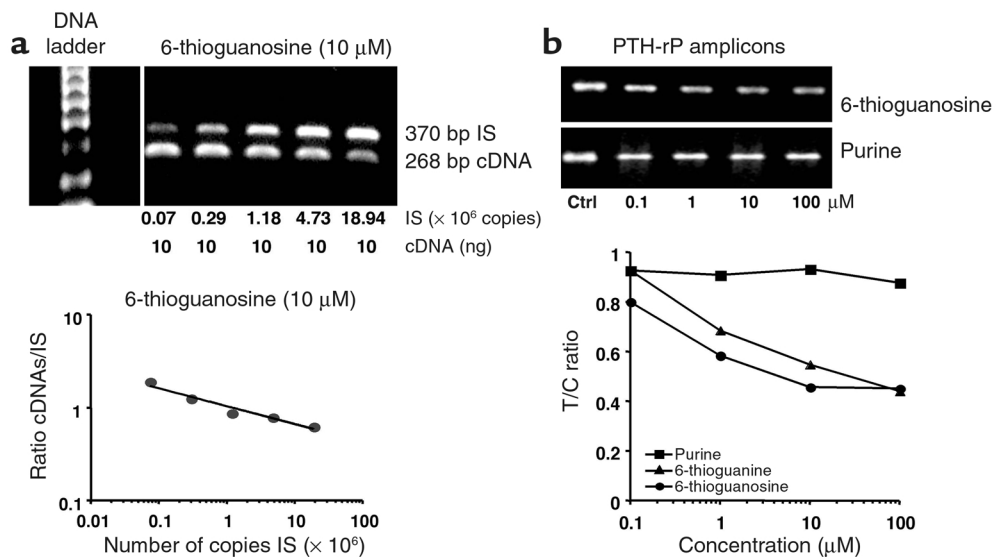 a
DNA
ladder
6-thioguanosine (10 μM)
370 bp IS
268 bp cDNA
0.07 0.29 1.18 4.73 18.94 IS (× 10⁶ copies)
10 10 10 10 10 cDNA (ng)
6-thioguanosine (10 μM)
Ratio cDNAs/IS
10
1
0.1
0.01 0.1 1 10 100
Number of copies IS (× 10⁶)
b
PTH-rP amplicons
6-thioguanosine
Purine
Ctrl 0.1 1 10 100 μM
T/C ratio
1
0.8
0.6
0.4
0.2
0
Purine
6-thioguanine
6-thioguanosine
0.1 1 10 100
Concentration (μM)